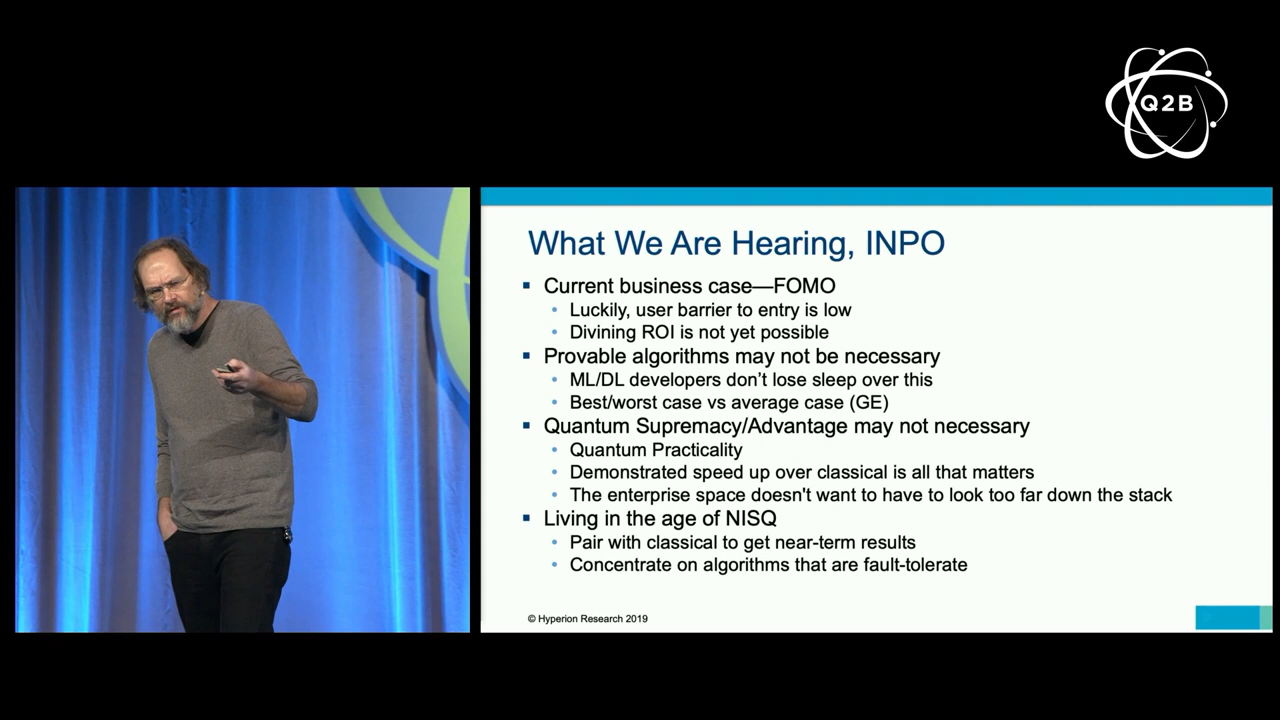 Q2B
What We Are Hearing, INPO
▪ Current business case—FOMO
• Luckily, user barrier to entry is low
• Divining ROI is not yet possible
▪ Provable algorithms may not be necessary
• ML/DL developers don’t lose sleep over this
• Best/worst case vs average case (GE)
▪ Quantum Supremacy/Advantage may not necessary
• Quantum Practicality
• Demonstrated speed up over classical is all that matters
• The enterprise space doesn't want to have to look too far down the stack
▪ Living in the age of NISQ
• Pair with classical to get near-term results
• Concentrate on algorithms that are fault-tolerate
© Hyperion Research 2019